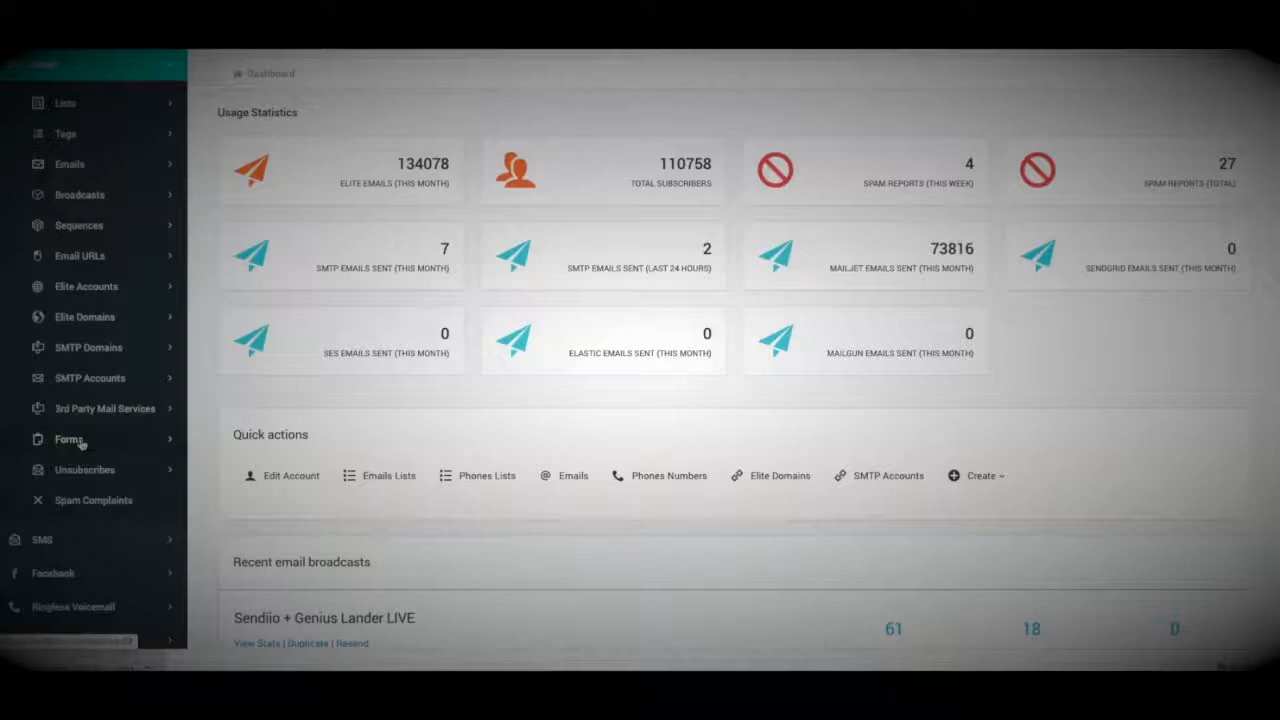 Dashboard
Lists
Tags
Emails
Broadcasts
Sequences
Email URLs
Elite Accounts
Elite Domains
SMTP Domains
SMTP Accounts
3rd Party Mail Services
Forms
Unsubscribes
Spam Complaints
SMS
Facebook
Ringless Voicemail
Usage Statistics
134078
ELITE EMAILS (THIS MONTH)
110758
TOTAL SUBSCRIBERS
4
SPAM REPORTS (THIS WEEK)
27
SPAM REPORTS (TOTAL)
7
SMTP EMAILS SENT (THIS MONTH)
2
SMTP EMAILS SENT (LAST 24 HOURS)
73816
MAILJET EMAILS SENT (THIS MONTH)
0
SENDGRID EMAILS SENT (THIS MONTH)
0
SES EMAILS SENT (THIS MONTH)
0
ELASTIC EMAILS SENT (THIS MONTH)
0
MAILGUN EMAILS SENT (THIS MONTH)
Quick actions
Edit Account Emails Lists Phones Lists Emails Phones Numbers Elite Domains SMTP Accounts Create
Recent email broadcasts
Sendiio + Genius Lander LIVE
61 18 0
View Stats | Duplicate | Resend